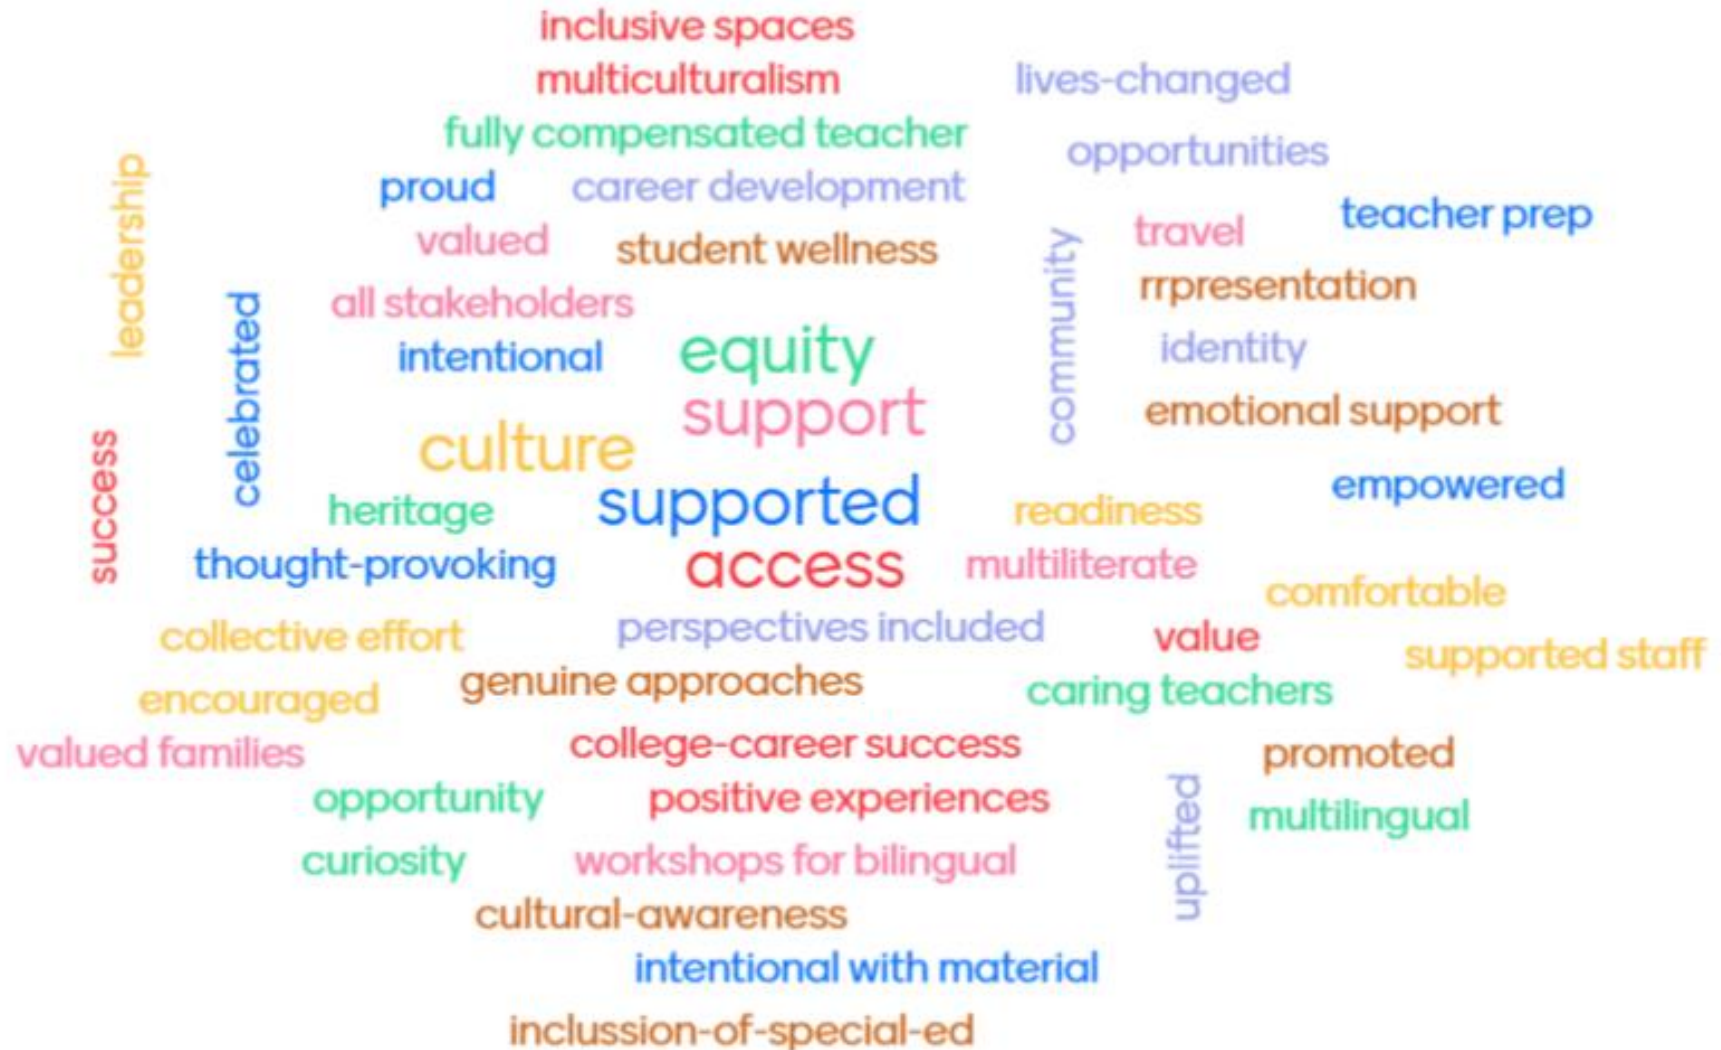 inclusive spaces
multiculturalism
lives-changed
fully compensated teacher
opportunities
leadership
proud
career development
teacher prep
valued
student wellness
community
travel
rrpresentation
celebrated
all stakeholders
intentional
equity
identity
support
emotional support
culture
success
heritage
supported
readiness
empowered
thought-provoking
access
multiliterate
comfortable
collective effort
perspectives included
value
supported staff
encouraged
genuine approaches
caring teachers
valued families
college-career success
promoted
opportunity
positive experiences
uplifted
multilingual
curiosity
workshops for bilingual
cultural-awareness
intentional with material
inclussion-of-special-ed